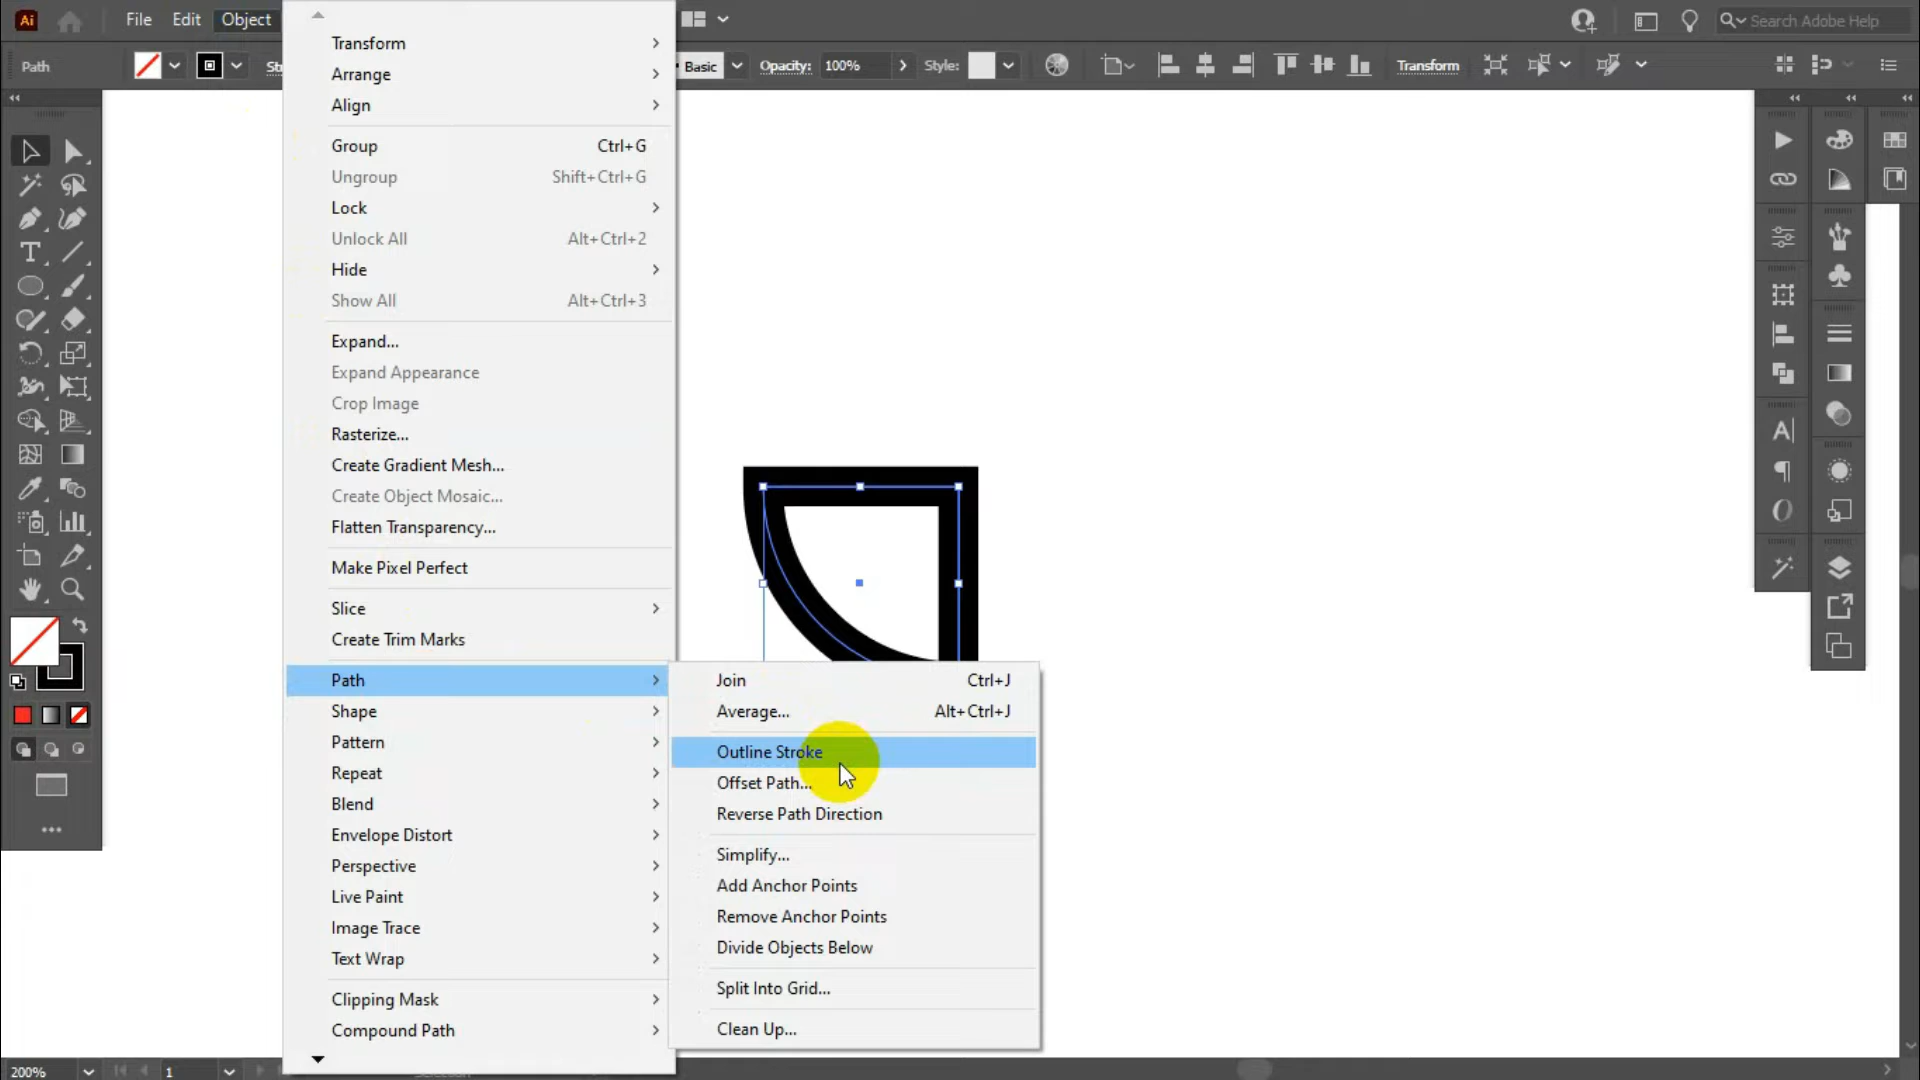 Ai File Edit Object Search Adobe Help
Path Basic Opacity: 100% Style: Transform
Transform
Arrange
Align
Group Ctrl+G
Ungroup Shift+Ctrl+G
Lock
Unlock All Alt+Ctrl+2
Hide
Show All Alt+Ctrl+3
Expand...
Expand Appearance
Crop Image
Rasterize...
Create Gradient Mesh...
Create Object Mosaic...
Flatten Transparency...
Make Pixel Perfect
Slice
Create Trim Marks
Path
Shape
Pattern
Repeat
Blend
Envelope Distort
Perspective
Live Paint
Image Trace
Text Wrap
Clipping Mask
Compound Path
Join Ctrl+J
Average... Alt+Ctrl+J
Outline Stroke
Offset Path...
Reverse Path Direction
Simplify...
Add Anchor Points
Remove Anchor Points
Divide Objects Below
Split Into Grid...
Clean Up...
200% 1